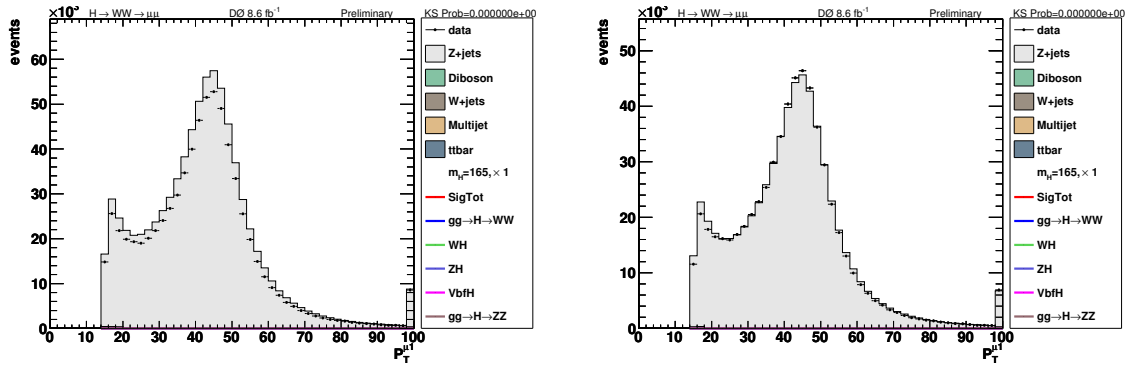 ×10³ H → WW → μμ DØ 8.6 fb⁻¹ Preliminary KS Prob=0.000000e+00
events
60
50
40
30
20
10
0
0 10 20 30 40 50 60 70 80 90 100
P_T^μ1
data
Z+jets
Diboson
W+jets
Multijet
ttbar
m_H=165, × 1
SigTot
gg→H→WW
WH
ZH
VbfH
gg→H→ZZ
×10³ H → WW → μμ DØ 8.6 fb⁻¹ Preliminary KS Prob=0.000000e+00
events
50
40
30
20
10
0
0 10 20 30 40 50 60 70 80 90 100
P_T^μ1
data
Z+jets
Diboson
W+jets
Multijet
ttbar
m_H=165, × 1
SigTot
gg→H→WW
WH
ZH
VbfH
gg→H→ZZ